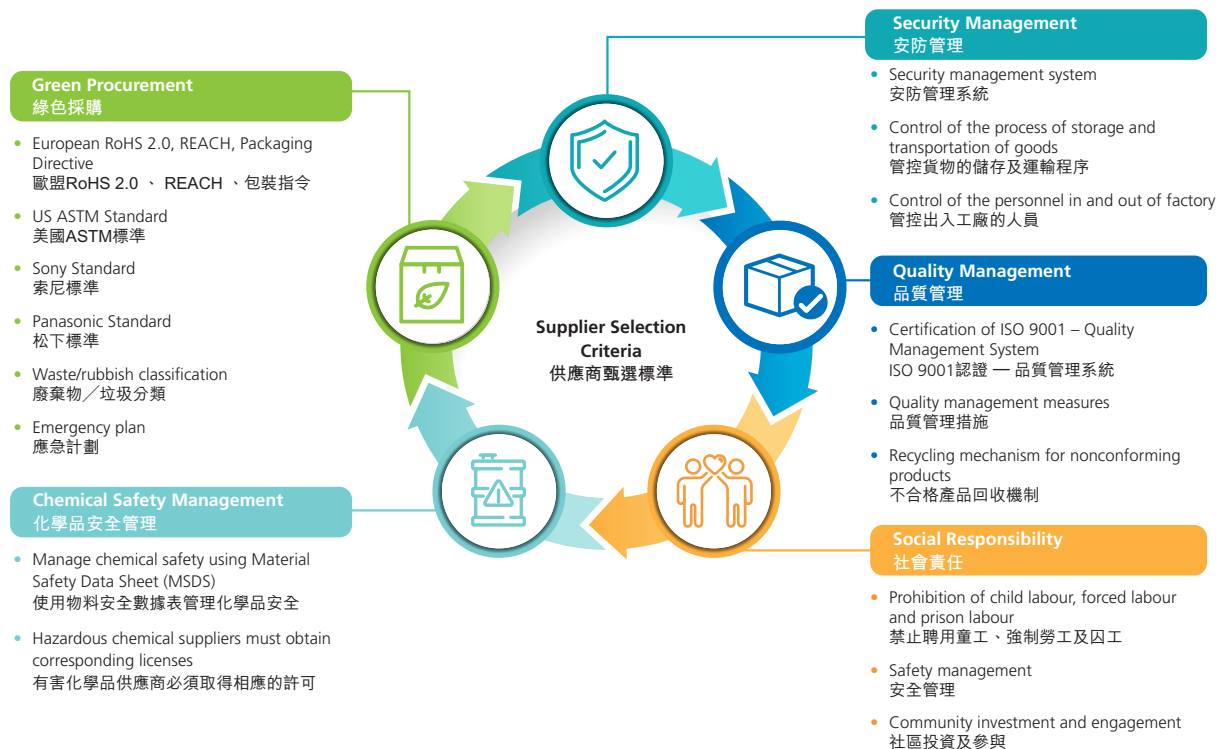 Security Management
安防管理
• Security management system
安防管理系統
• Control of the process of storage and
transportation of goods
管控貨物的儲存及運輸程序
• Control of the personnel in and out of factory
管控出入工廠的人員
Green Procurement
綠色採購
• European RoHS 2.0, REACH, Packaging
Directive
歐盟RoHS 2.0 、 REACH 、包裝指令
• US ASTM Standard
美國ASTM標準
• Sony Standard
索尼標準
• Panasonic Standard
松下標準
• Waste/rubbish classification
廢棄物／垃圾分類
• Emergency plan
應急計劃
Supplier Selection
Criteria
供應商甄選標準
Quality Management
品質管理
• Certification of ISO 9001 – Quality
Management System
ISO 9001認證 — 品質管理系統
• Quality management measures
品質管理措施
• Recycling mechanism for nonconforming
products
不合格產品回收機制
Chemical Safety Management
化學品安全管理
• Manage chemical safety using Material
Safety Data Sheet (MSDS)
使用物料安全數據表管理化學品安全
• Hazardous chemical suppliers must obtain
corresponding licenses
有害化學品供應商必須取得相應的許可
Social Responsibility
社會責任
• Prohibition of child labour, forced labour
and prison labour
禁止聘用童工、強制勞工及囚工
• Safety management
安全管理
• Community investment and engagement
社區投資及參與